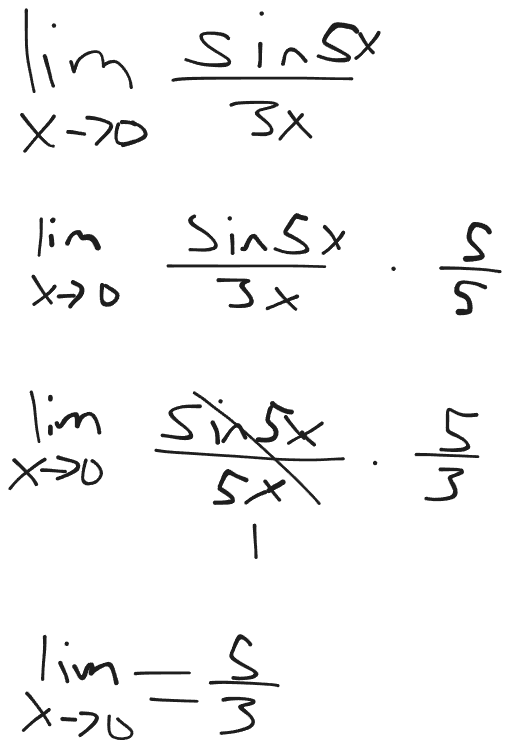 lim x→0 sin5x/3x
lim x→0 sin5x/3x · 5/5
lim x→0 sin5x/5x · 5/3
1
lim x→0 = 5/3